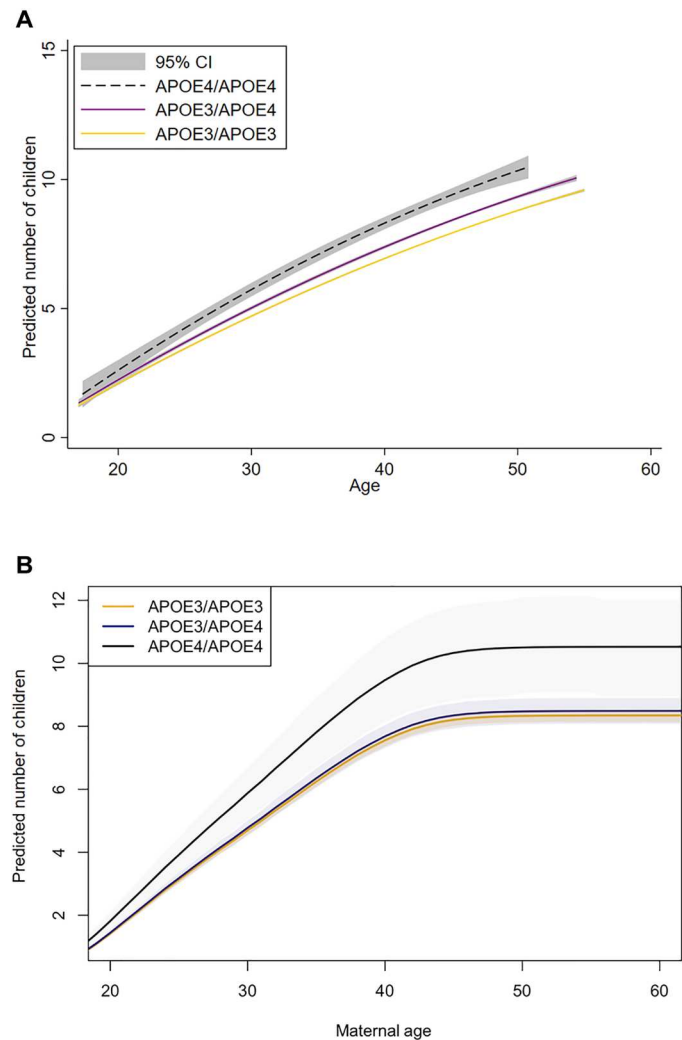 A
15
10
5
0
Predicted number of children
95% CI
APOE4/APOE4
APOE3/APOE4
APOE3/APOE3
20 30 40 50 60
Age
B
12
10
8
6
4
2
Predicted number of children
APOE3/APOE3
APOE3/APOE4
APOE4/APOE4
20 30 40 50 60
Maternal age